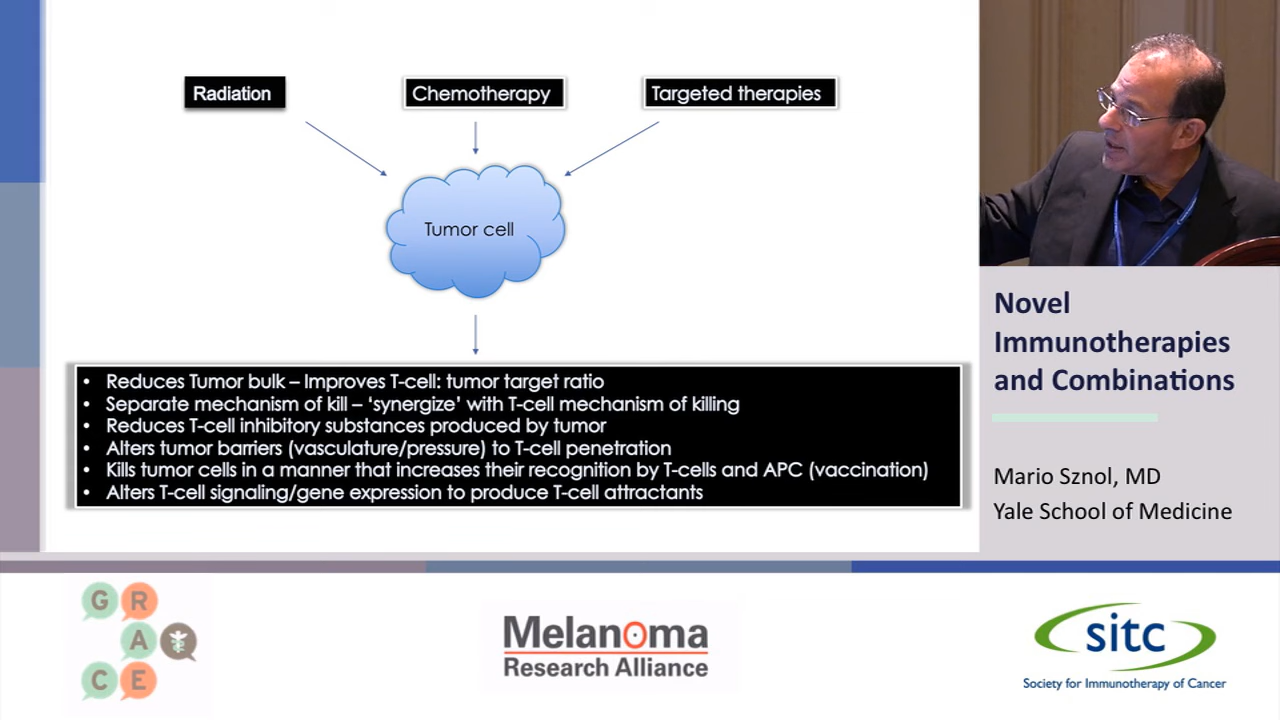 Radiation
Chemotherapy
Targeted therapies
Tumor cell
• Reduces Tumor bulk – Improves T-cell: tumor target ratio
• Separate mechanism of kill – ‘synergize’ with T-cell mechanism of killing
• Reduces T-cell inhibitory substances produced by tumor
• Alters tumor barriers (vasculature/pressure) to T-cell penetration
• Kills tumor cells in a manner that increases their recognition by T-cells and APC (vaccination)
• Alters T-cell signaling/gene expression to produce T-cell attractants
Novel
Immunotherapies
and Combinations
Mario Sznol, MD
Yale School of Medicine
G R
A
C E
Melanoma
Research Alliance
sitc
Society for Immunotherapy of Cancer